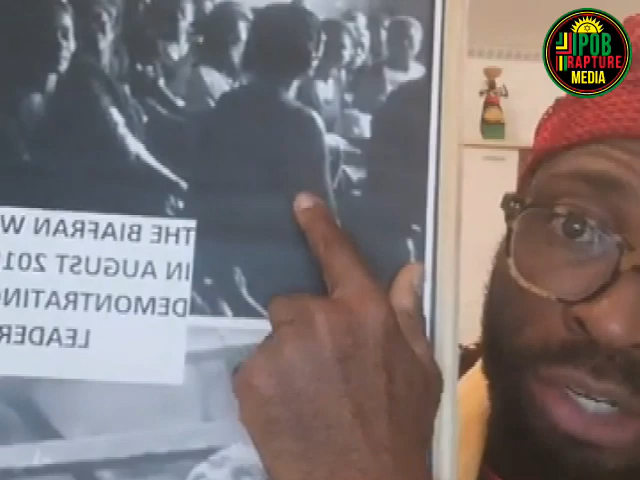 IPOB
RAPTURE
MEDIA
THE BIAFRAN W
IN AUGUST 201
DEMONTRATIN
LEADER